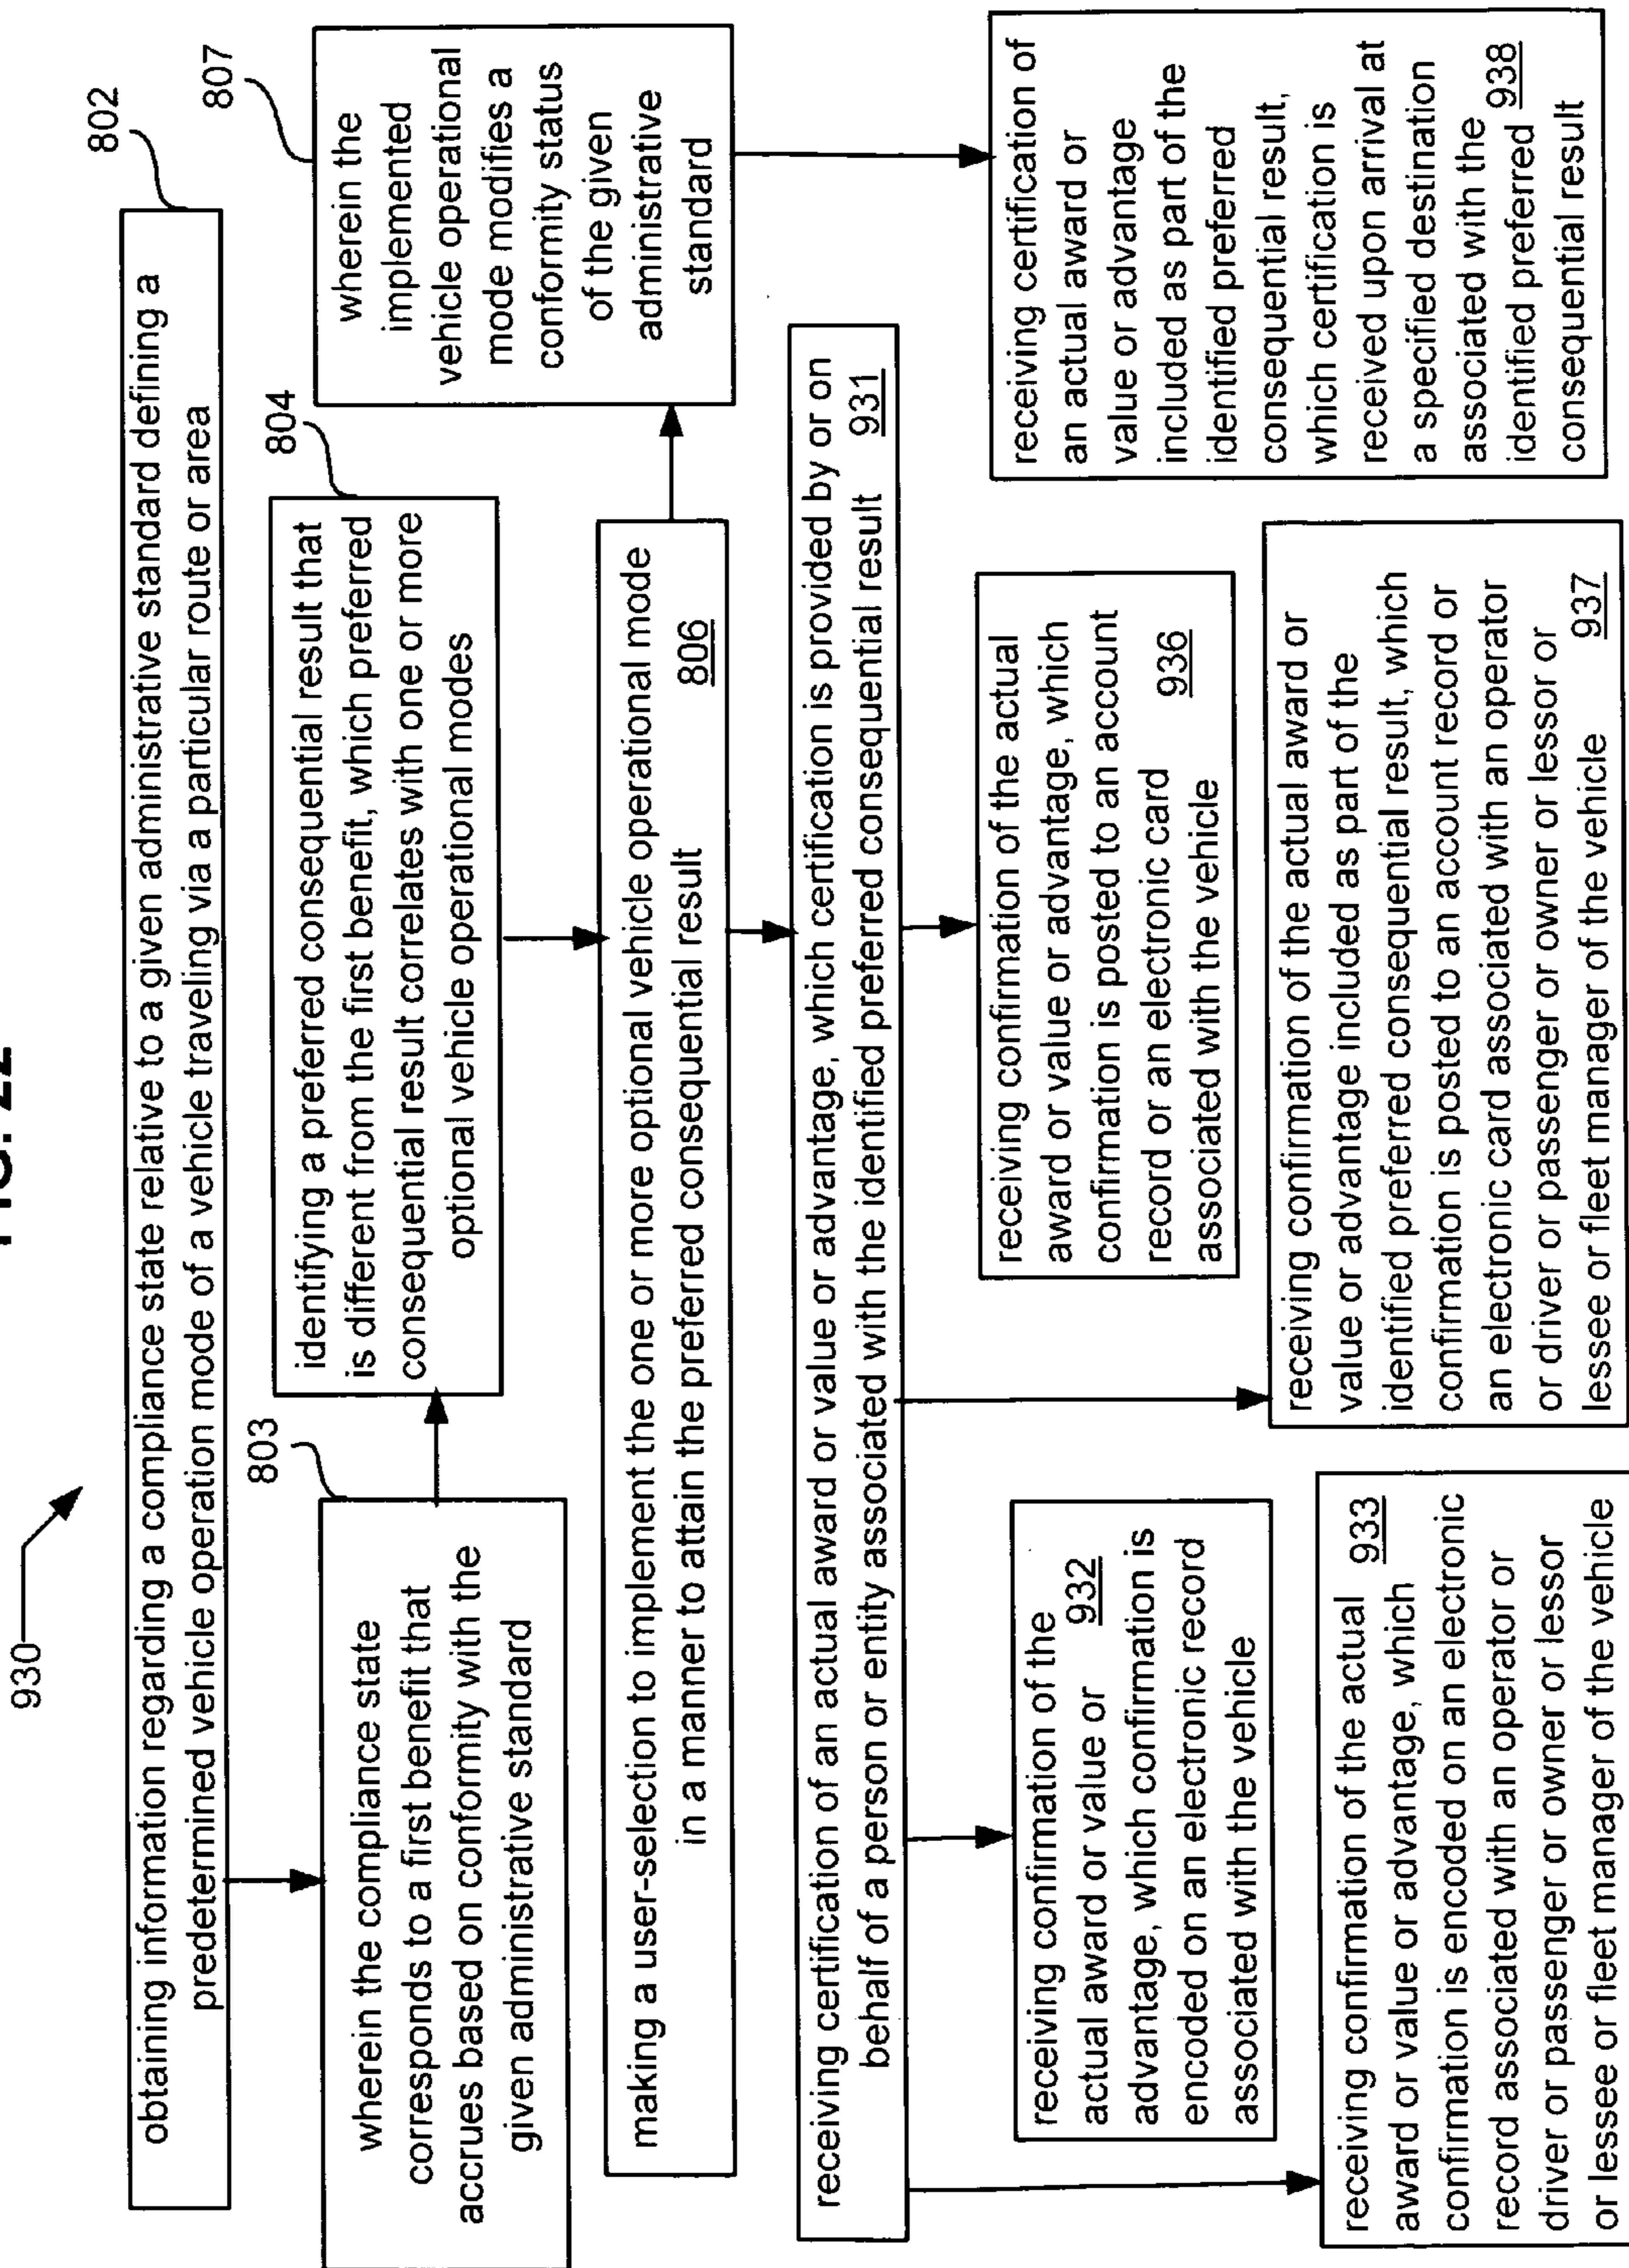 FIG. 22
930
802
obtaining information regarding a compliance state relative to a given administrative standard defining a
predetermined vehicle operation mode of a vehicle traveling via a particular route or area
803
wherein the compliance state
corresponds to a first benefit that
accrues based on conformity with the
given administrative standard
804
identifying a preferred consequential result that
is different from the first benefit, which preferred
consequential result correlates with one or more
optional vehicle operational modes
807
wherein the
implemented
vehicle operational
mode modifies a
conformity status
of the given
administrative
standard
making a user-selection to implement the one or more optional vehicle operational mode
in a manner to attain the preferred consequential result 806
receiving certification of an actual award or value or advantage, which certification is provided by or on
behalf of a person or entity associated with the identified preferred consequential result 931
receiving confirmation of the
actual award or value or 932
advantage, which confirmation is
encoded on an electronic record
associated with the vehicle
receiving confirmation of the actual 933
award or value or advantage, which
confirmation is encoded on an electronic
record associated with an operator or
driver or passenger or owner or lessor
or lessee or fleet manager of the vehicle
receiving confirmation of the actual
award or value or advantage, which
confirmation is posted to an account
record or an electronic card 936
associated with the vehicle
receiving confirmation of the actual award or
value or advantage included as part of the
identified preferred consequential result, which
confirmation is posted to an account record or
an electronic card associated with an operator
or driver or passenger or owner or lessor or
lessee or fleet manager of the vehicle 937
receiving certification of
an actual award or
value or advantage
included as part of the
identified preferred
consequential result,
which certification is
received upon arrival at
a specified destination
associated with the 938
identified preferred
consequential result